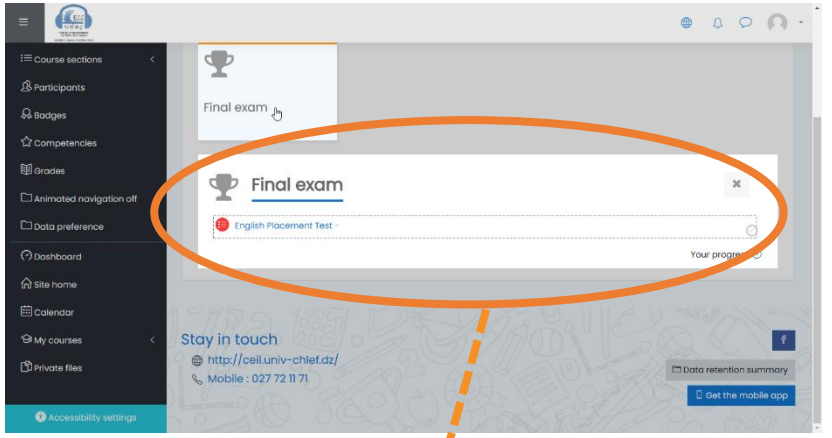 CEIL
Course sections
Participants
Badges
Competencies
Grades
Animated navigation off
Data preference
Dashboard
Site home
Calendar
My courses
Private files
Accessibility settings
Final exam
Final exam
English Placement Test -
Your progress
Stay in touch
http://ceil.univ-chlef.dz/
Mobile : 027 72 11 71
Data retention summary
Get the mobile app